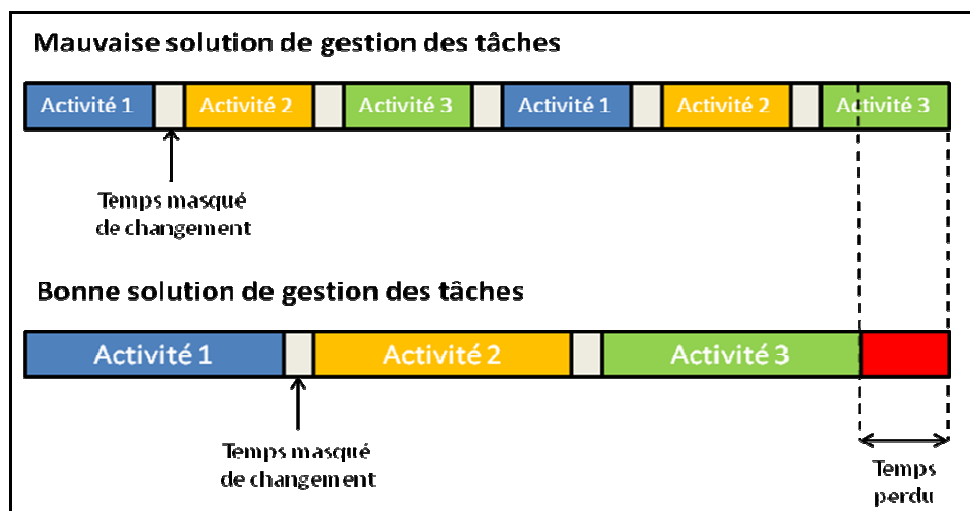 Mauvaise solution de gestion des tâches
Activité 1 Activité 2 Activité 3 Activité 1 Activité 2 Activité 3
Temps masqué
de changement
Bonne solution de gestion des tâches
Activité 1 Activité 2 Activité 3
Temps masqué
de changement
Temps
perdu